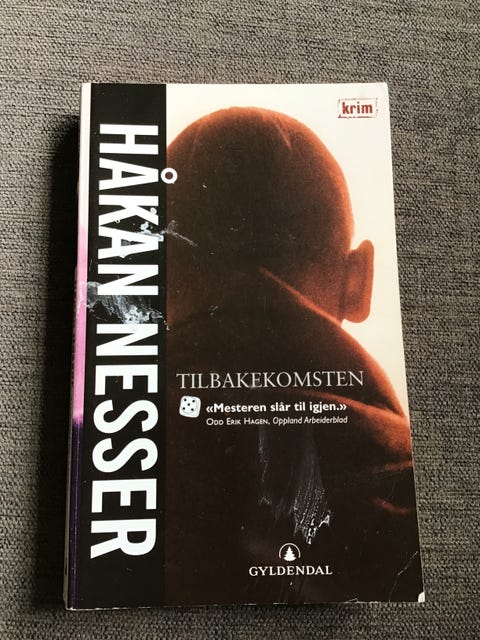 krim
HÅKAN NESSER
TILBAKEKOMSTEN
«Mesteren slår til igjen.»
ODD ERIK HAGEN, Oppland Arbeiderblad
GYLDENDAL